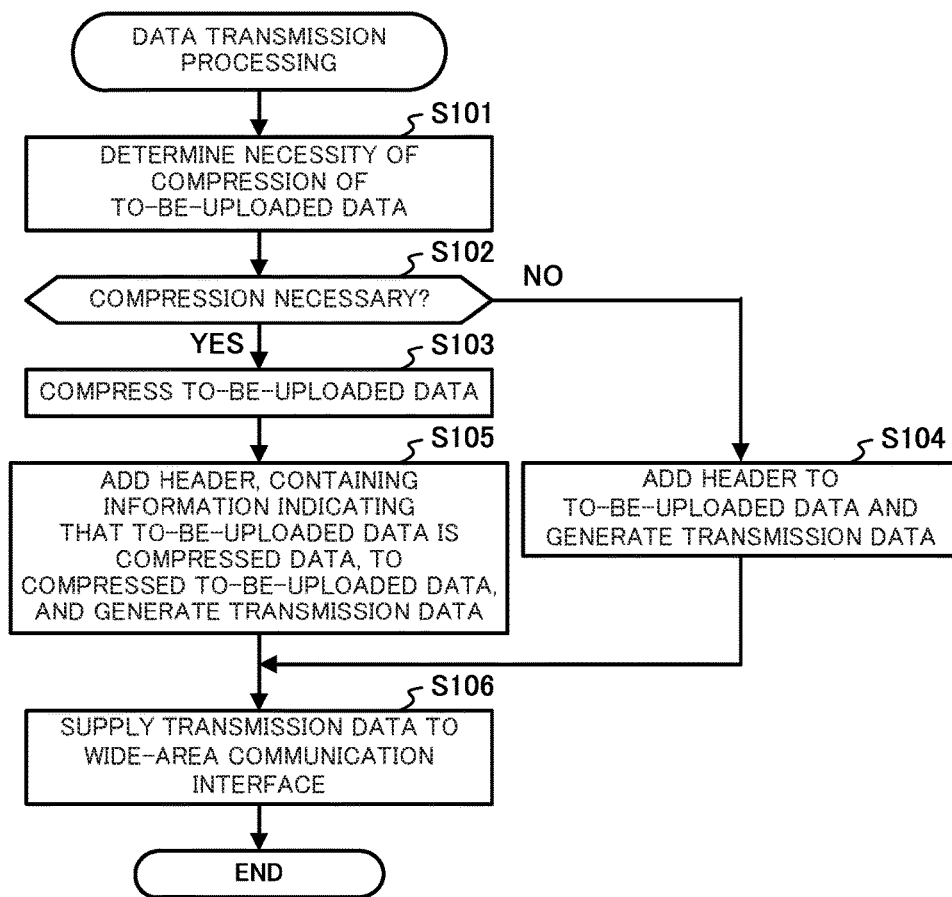 DATA TRANSMISSION
PROCESSING
S101
DETERMINE NECESSITY OF
COMPRESSION OF
TO-BE-UPLOADED DATA
S102
COMPRESSION NECESSARY?
NO
YES
S103
COMPRESS TO-BE-UPLOADED DATA
S105
ADD HEADER, CONTAINING
INFORMATION INDICATING
THAT TO-BE-UPLOADED DATA IS
COMPRESSED DATA, TO
COMPRESSED TO-BE-UPLOADED DATA,
AND GENERATE TRANSMISSION DATA
S104
ADD HEADER TO
TO-BE-UPLOADED DATA AND
GENERATE TRANSMISSION DATA
S106
SUPPLY TRANSMISSION DATA TO
WIDE-AREA COMMUNICATION
INTERFACE
END